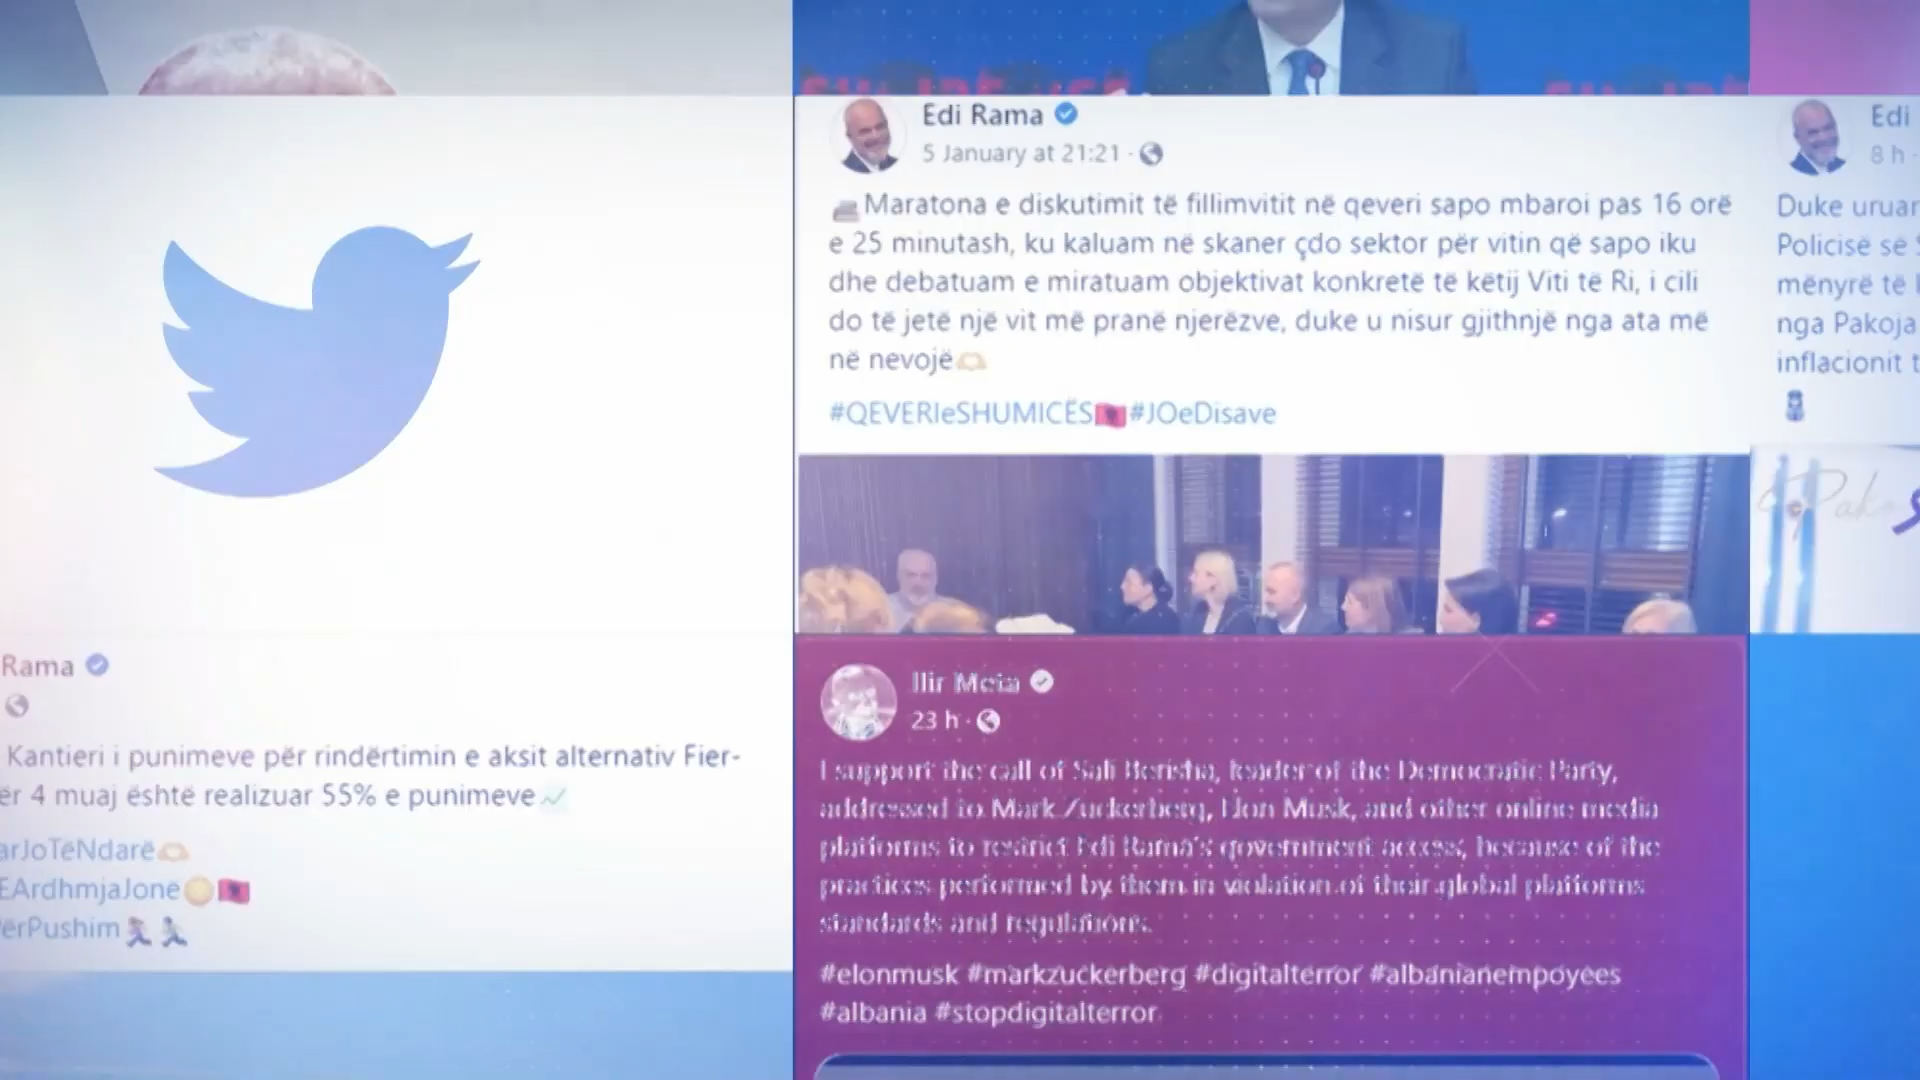 Edi Rama
5 January at 21:21 ·
Maratona e diskutimit të fillimvitit në qeveri sapo mbaroi pas 16 orë
e 25 minutash, ku kaluam në skaner çdo sektor për vitin që sapo iku
dhe debatuam e miratuam objektivat konkretë të këtij Viti të Ri, i cili
do të jetë një vit më pranë njerëzve, duke u nisur gjithnjë nga ata më
në nevojë
#QEVERIeSHUMICËS #JOeDisave
Edi
8 h ·
Duke uruar
Policisë së
mënyrë të
nga Pakoja
inflacionit
Pak
Rama
Kantieri i punimeve për rindërtimin e aksit alternativ Fier-
ër 4 muaj është realizuar 55% e punimeve
arJoTëNdarë
EArdhmjaJonë
ërPushim
Ilir Meta
23 h ·
I support the call of Sali Berisha, leader of the Democratic Party,
addressed to Mark Zuckerberg, Elon Musk, and other online media
platforms to restrict Edi Rama's government access, because of the
practices performed by them in violation of their global platforms
standards and regulations.
#elonmusk #markzuckerberg #digitalterror #albanianempoyees
#albania #stopdigitalterror